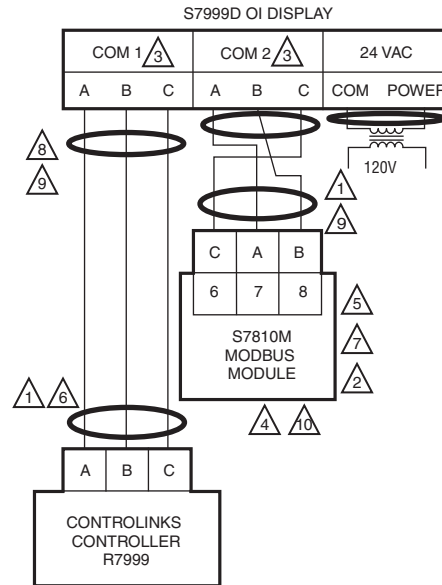 S7999D OI DISPLAY
COM 1 3 COM 2 3 24 VAC
A B C A B C COM POWER
8
9
120V
1
9
C A B
6 7 8
S7810M
MODBUS
MODULE
5
7
2
1 6
4 10
A B C
CONTROLINKS
CONTROLLER
R7999